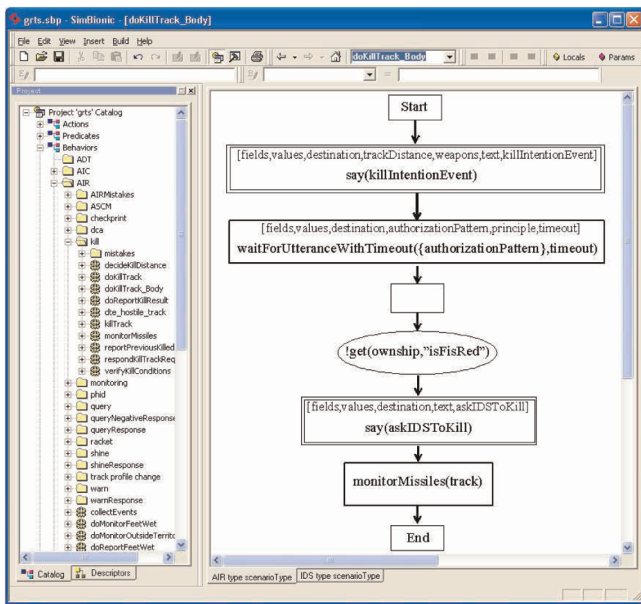 grts.sbp - SimBionic - [doKillTrack_Body]
File Edit View Insert Build Help
doKillTrack_Body
Locals
Params
Project
Project 'grts' Catalog
Actions
Predicates
Behaviors
ADT
AIC
AIR
AIRMistakes
ASCM
checkprint
dca
kill
mistakes
decideKillDistance
doKillTrack
doKillTrack_Body
doReportKillResult
dte_hostile_track
killTrack
monitorMissiles
reportPreviousKilled
respondKillTrackReq
verifyKillConditions
monitoring
phid
query
queryNegativeResponse
queryResponse
racket
shine
shineResponse
track profile change
warn
warnResponse
collectEvents
doMonitorFeetWet
doMonitorOutsideTerrito
doReportFeetWet
Catalog
Descriptors
Start
[fields,values,destination,trackDistance,weapons,text,killIntentionEvent]
say(killIntentionEvent)
[fields,values,destination,authorizationPattern,principle,timeout]
waitForUtteranceWithTimeout({authorizationPattern},timeout)
!get(ownship,"isFisRed")
[fields,values,destination,text,askIDSToKill]
say(askIDSToKill)
monitorMissiles(track)
End
AIR type scenarioType
IDS type scenarioType